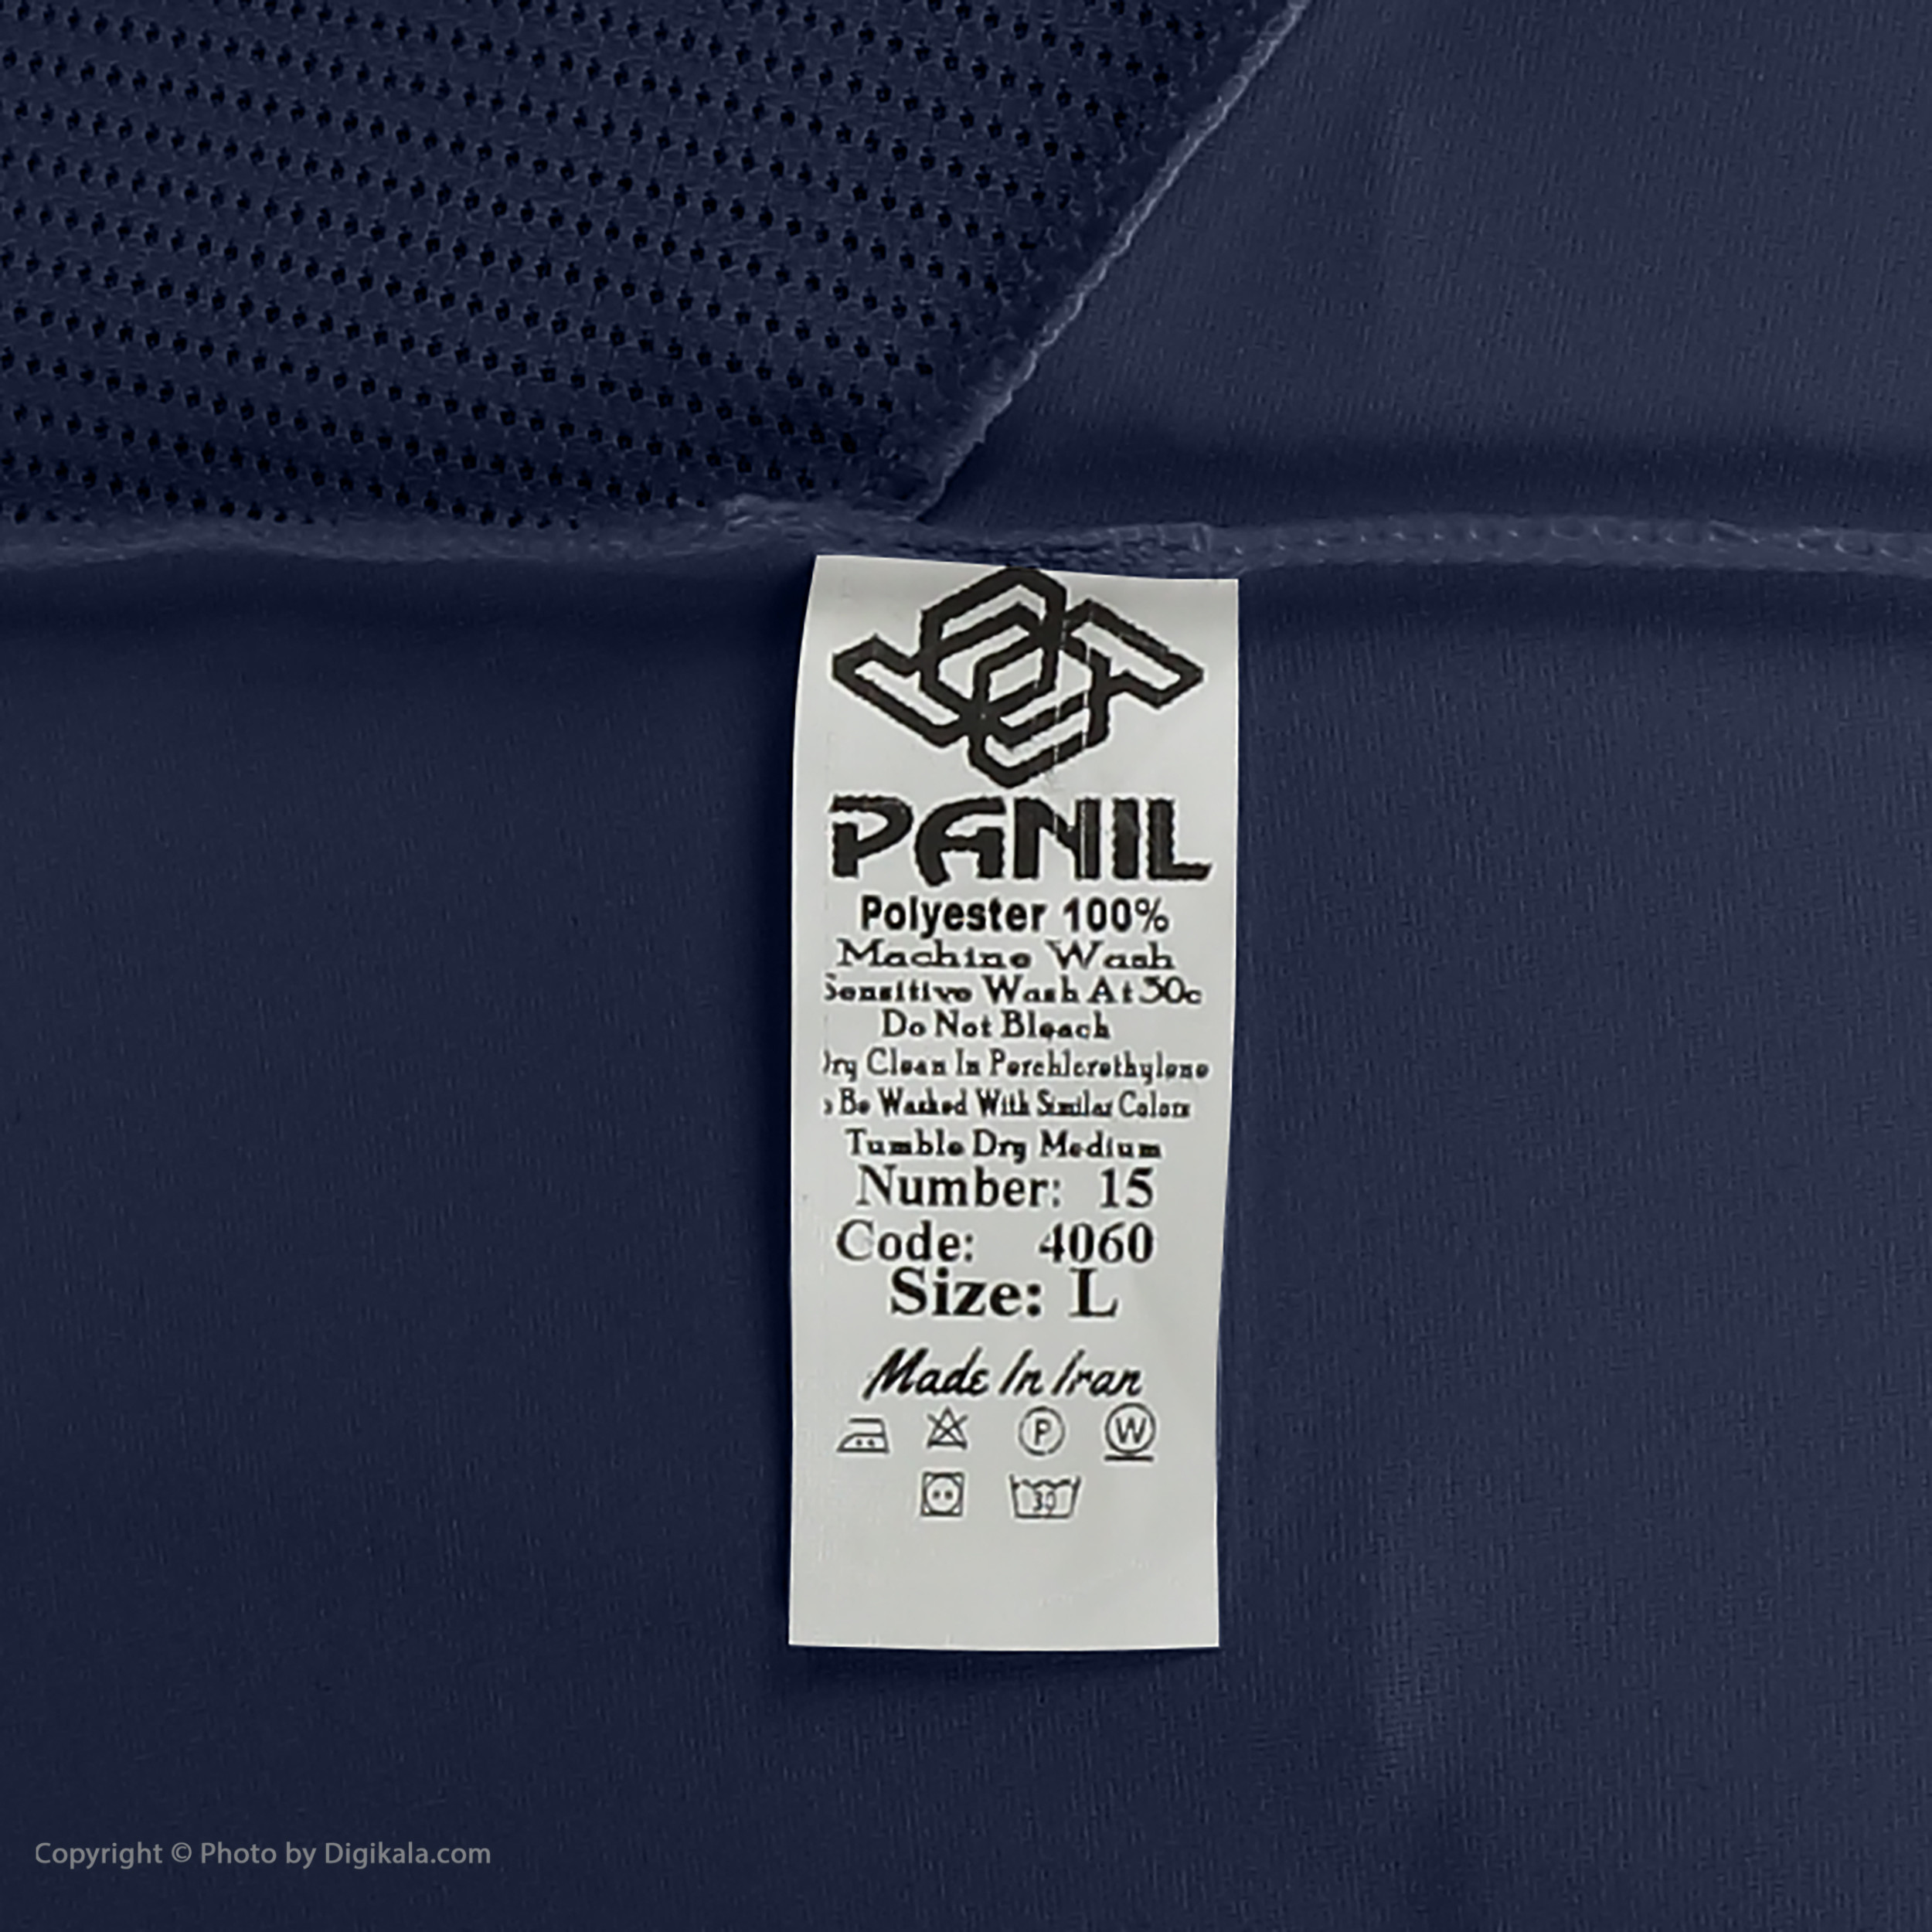 PANIL
Polyester 100%
Machine Wash
Sensitive Wash At 30c
Do Not Bleach
Dry Clean In Perchlorethylene
Be Washed With Similar Colors
Tumble Dry Medium
Number: 15
Code: 4060
Size: L
Made In Iran
P W
30
Copyright © Photo by Digikala.com